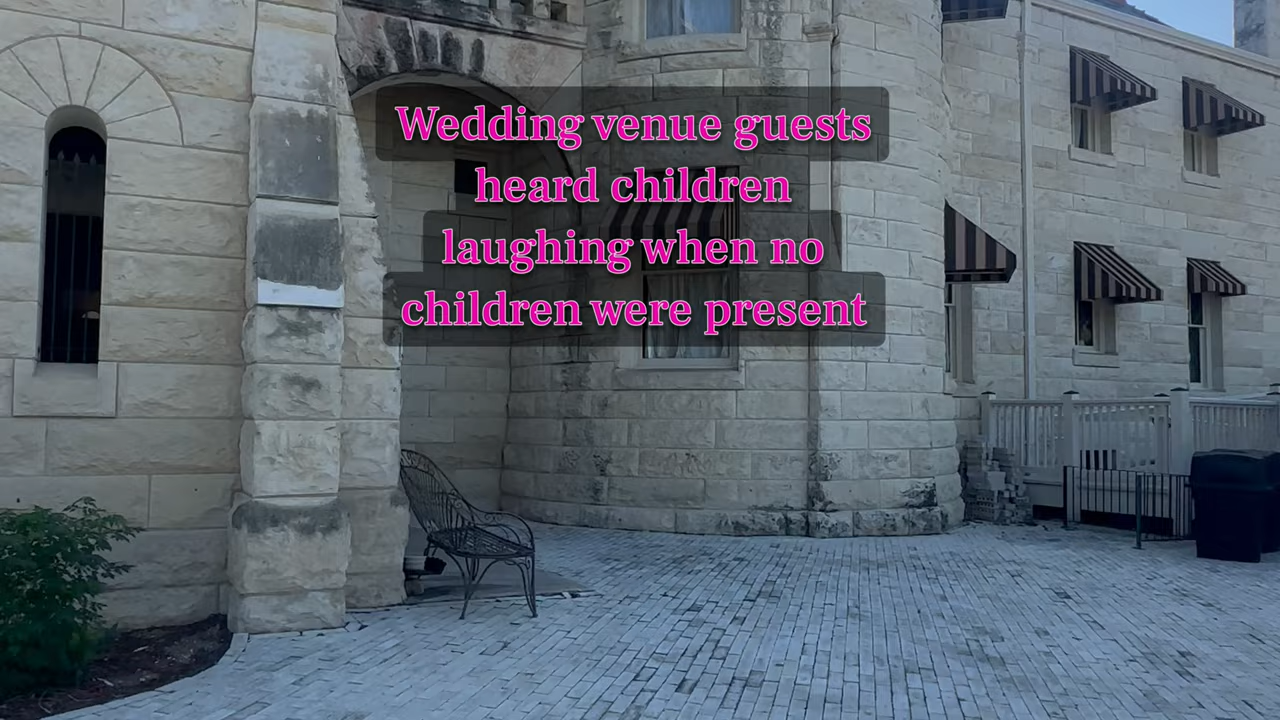 Wedding venue guests
heard children
laughing when no
children were present